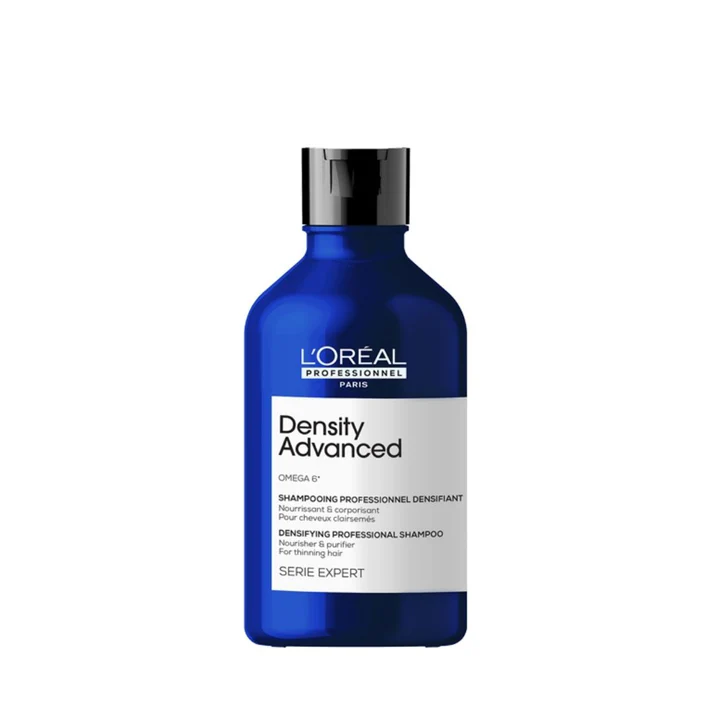 L'ORÉAL
PROFESSIONNEL
PARIS
Density
Advanced
OMEGA 6*
SHAMPOOING PROFESSIONNEL DENSIFIANT
Nourrissant & corporisant
Pour cheveux clairsemés
DENSIFYING PROFESSIONAL SHAMPOO
Nourisher & purifier
For thinning hair
SERIE EXPERT